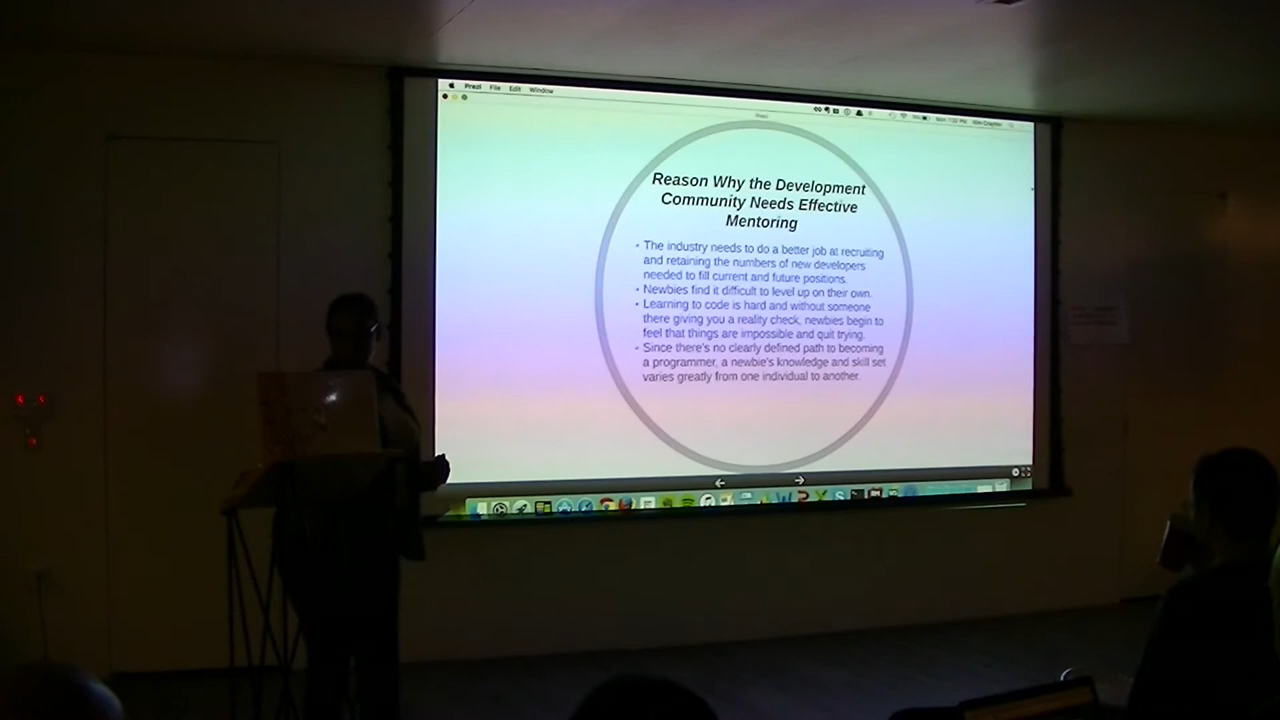 Prezi File Edit Window
Prezi
Reason Why the Development
Community Needs Effective
Mentoring
• The industry needs to do a better job at recruiting
and retaining the numbers of new developers
needed to fill current and future positions.
• Newbies find it difficult to level up on their own.
• Learning to code is hard and without someone
there giving you a reality check, newbies begin to
feel that things are impossible and quit trying.
• Since there's no clearly defined path to becoming
a programmer, a newbie's knowledge and skill set
varies greatly from one individual to another.